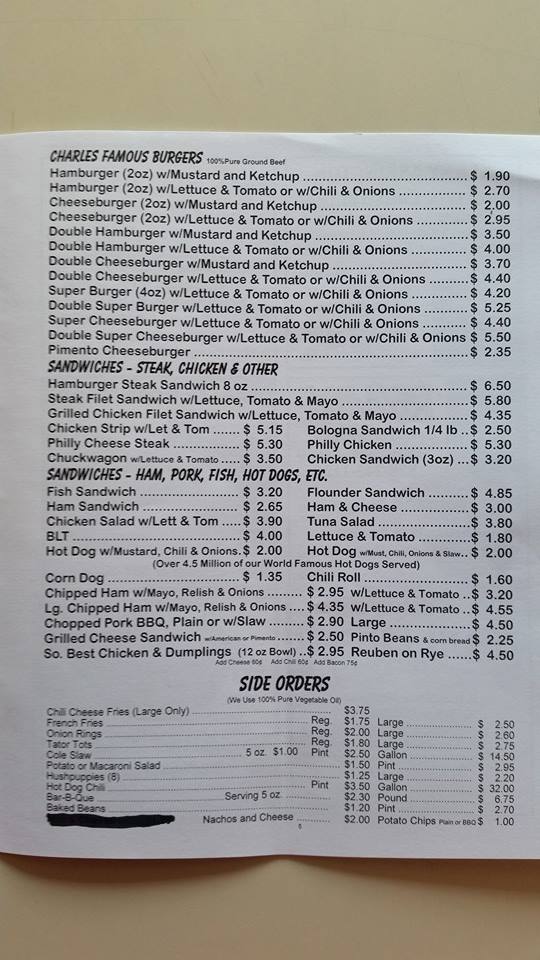 CHARLES FAMOUS BURGERS 100%Pure Ground Beef
Hamburger (2oz) w/Mustard and Ketchup $ 1.90
Hamburger (2oz) w/Lettuce & Tomato or w/Chili & Onions $ 2.70
Cheeseburger (2oz) w/Mustard and Ketchup $ 2.00
Cheeseburger (2oz) w/Lettuce & Tomato or w/Chili & Onions $ 2.95
Double Hamburger w/Mustard and Ketchup $ 3.50
Double Hamburger w/Lettuce & Tomato or w/Chili & Onions $ 4.00
Double Cheeseburger w/Mustard and Ketchup $ 3.70
Double Cheeseburger w/Lettuce & Tomato or w/Chili & Onions $ 4.40
Super Burger (4oz) w/Lettuce & Tomato or w/Chili & Onions $ 4.20
Double Super Burger w/Lettuce & Tomato or w/Chili & Onions $ 5.25
Super Cheeseburger w/Lettuce & Tomato or w/Chili & Onions $ 4.40
Double Super Cheeseburger w/Lettuce & Tomato or w/Chili & Onions $ 5.50
Pimento Cheeseburger $ 2.35
SANDWICHES - STEAK, CHICKEN & OTHER
Hamburger Steak Sandwich 8 oz $ 6.50
Steak Filet Sandwich w/Lettuce, Tomato & Mayo $ 5.80
Grilled Chicken Filet Sandwich w/Lettuce, Tomato & Mayo $ 4.35
Chicken Strip w/Let & Tom $ 5.15 Bologna Sandwich 1/4 lb $ 2.50
Philly Cheese Steak $ 5.30 Philly Chicken $ 5.30
Chuckwagon w/Lettuce & Tomato $ 3.50 Chicken Sandwich (3oz) $ 3.20
SANDWICHES - HAM, PORK, FISH, HOT DOGS, ETC.
Fish Sandwich $ 3.20 Flounder Sandwich $ 4.85
Ham Sandwich $ 2.65 Ham & Cheese $ 3.00
Chicken Salad w/Lett & Tom $ 3.90 Tuna Salad $ 3.80
BLT $ 4.00 Lettuce & Tomato $ 1.80
Hot Dog w/Mustard, Chili & Onions. $ 2.00 Hot Dog w/Must, Chili, Onions & Slaw $ 2.00
(Over 4.5 Million of our World Famous Hot Dogs Served)
Corn Dog $ 1.35 Chili Roll $ 1.60
Chipped Ham w/Mayo, Relish & Onions $ 2.95 w/Lettuce & Tomato $ 3.20
Lg. Chipped Ham w/Mayo, Relish & Onions $ 4.35 w/Lettuce & Tomato $ 4.55
Chopped Pork BBQ, Plain or w/Slaw $ 2.90 Large $ 4.50
Grilled Cheese Sandwich w/American or Pimento $ 2.50 Pinto Beans & corn bread $ 2.25
So. Best Chicken & Dumplings (12 oz Bowl) $ 2.95 Reuben on Rye $ 4.50
Add Cheese 60¢ Add Chili 60¢ Add Bacon 75¢
SIDE ORDERS
(We Use 100% Pure Vegetable Oil)
Chili Cheese Fries (Large Only) $3.75
French Fries Reg. $1.75 Large $ 2.50
Onion Rings Reg. $2.00 Large $ 2.60
Tator Tots Reg. $1.80 Large $ 2.75
Cole Slaw 5 oz. $1.00 Pint $2.50 Gallon $ 14.50
Potato or Macaroni Salad $1.50 Pint $ 2.95
Hushpuppies (8) $1.25 Large $ 2.20
Hot Dog Chili Pint $3.50 Gallon $ 32.00
Bar-B-Que Serving 5 oz $2.30 Pound $ 6.75
Baked Beans $1.20 Pint $ 2.70
Nachos and Cheese $2.00 Potato Chips Plain or BBQ $ 1.00